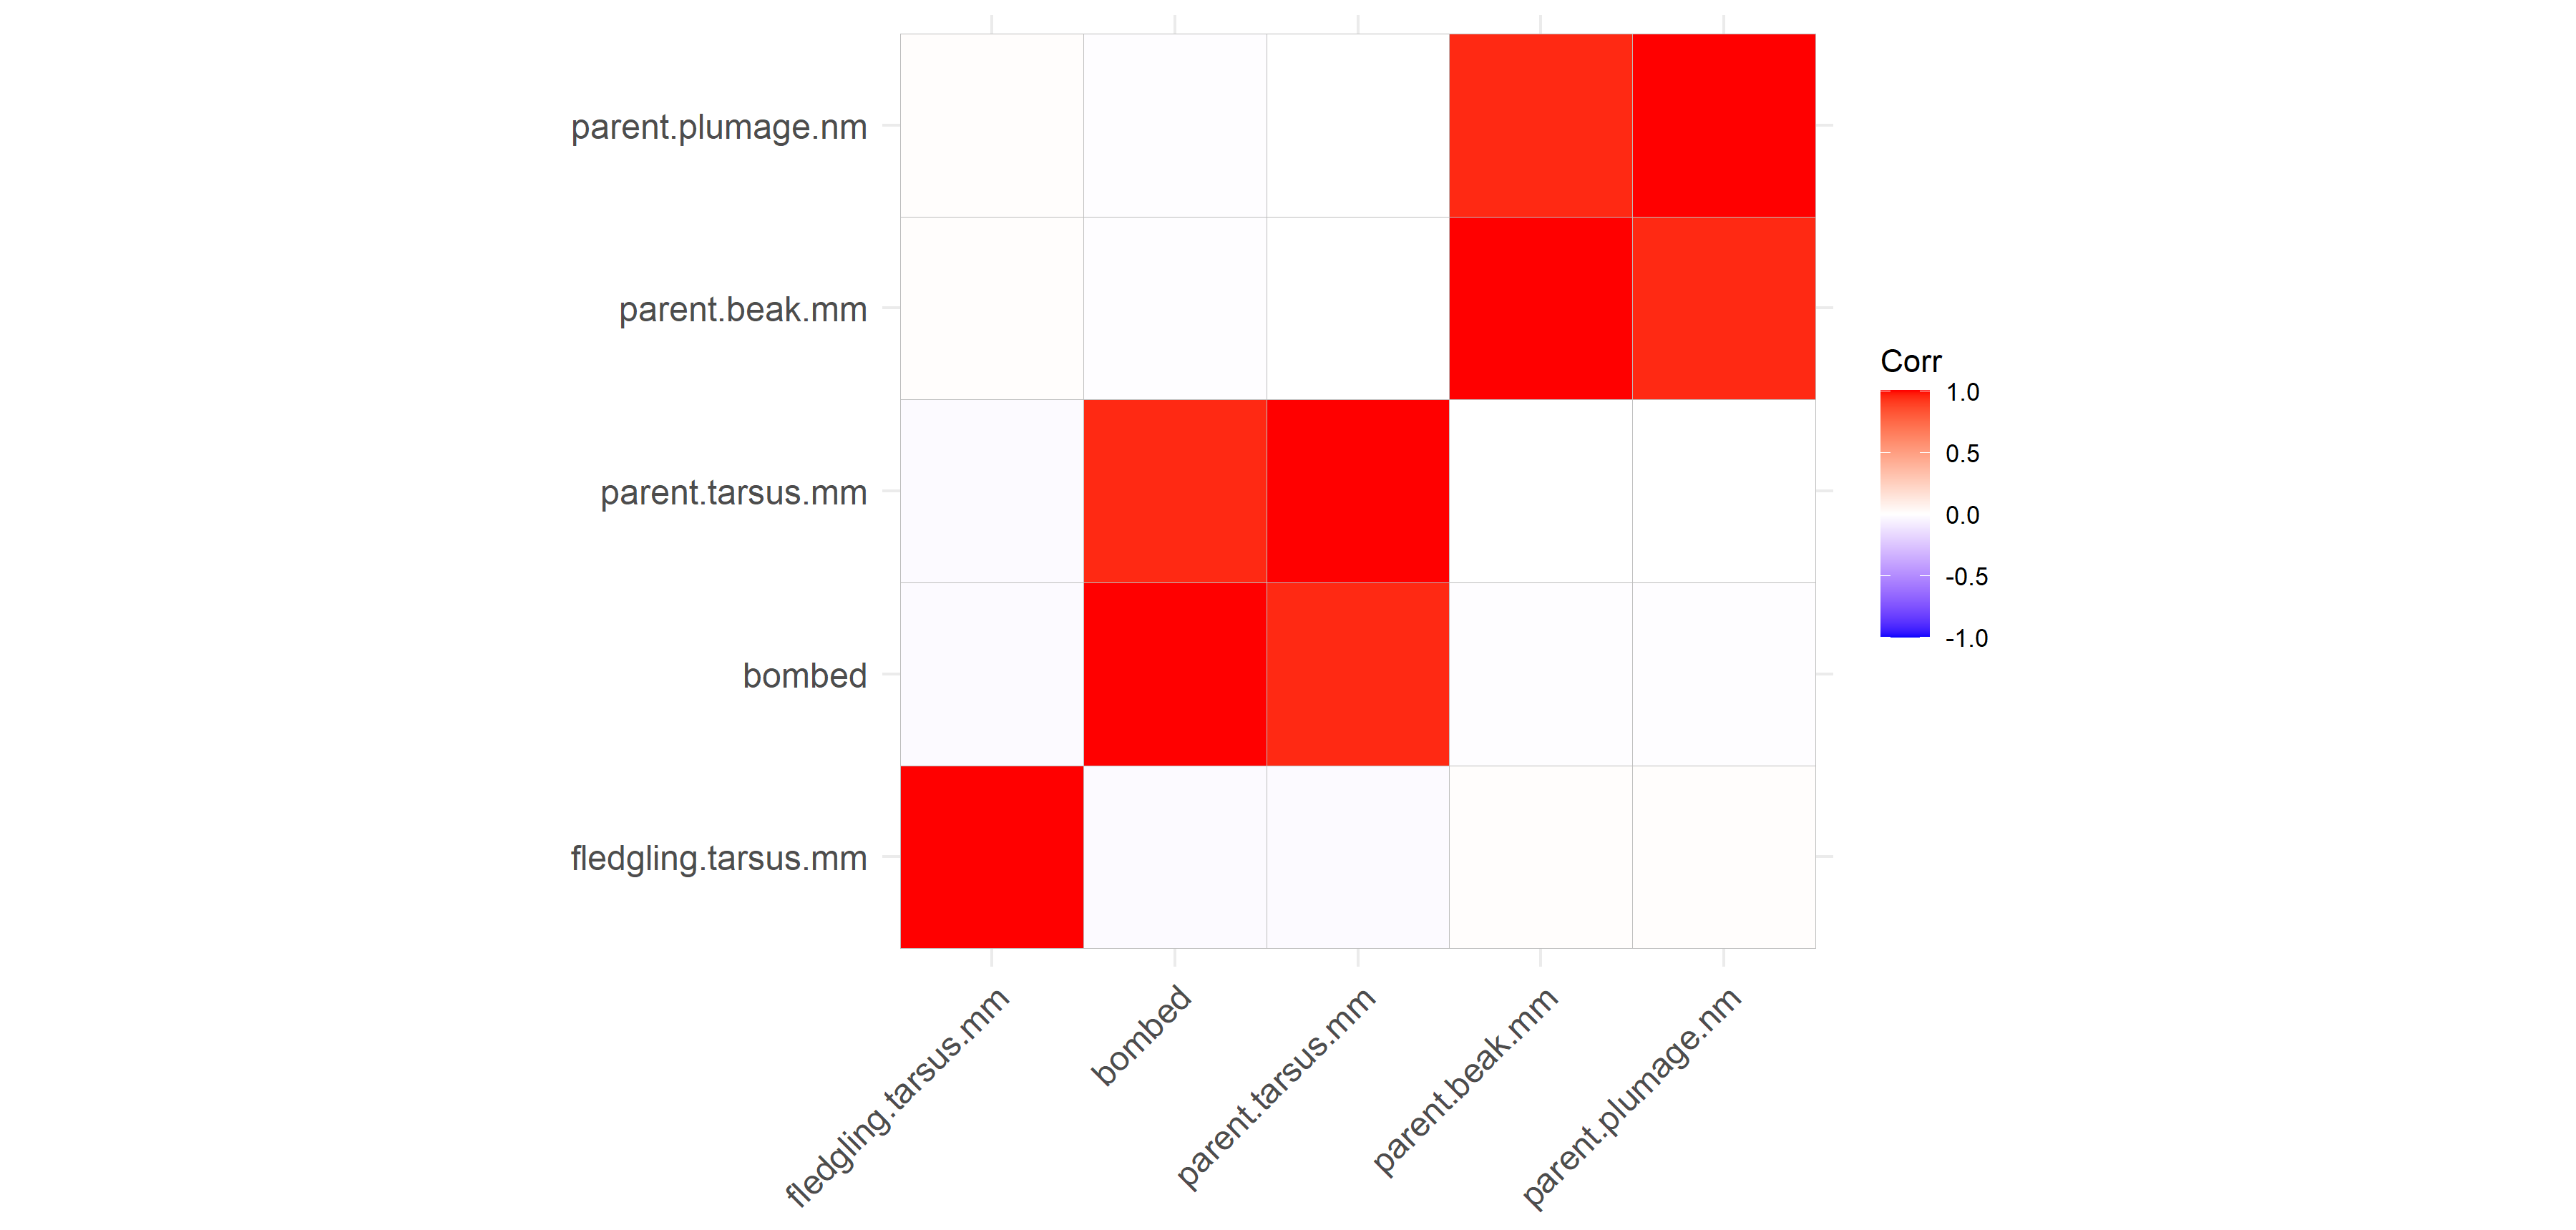 parent.plumage.nm
parent.beak.mm
parent.tarsus.mm
bombed
fledgling.tarsus.mm
fledgling.tarsus.mm
bombed
parent.tarsus.mm
parent.beak.mm
parent.plumage.nm
Corr
1.0
0.5
0.0
-0.5
-1.0